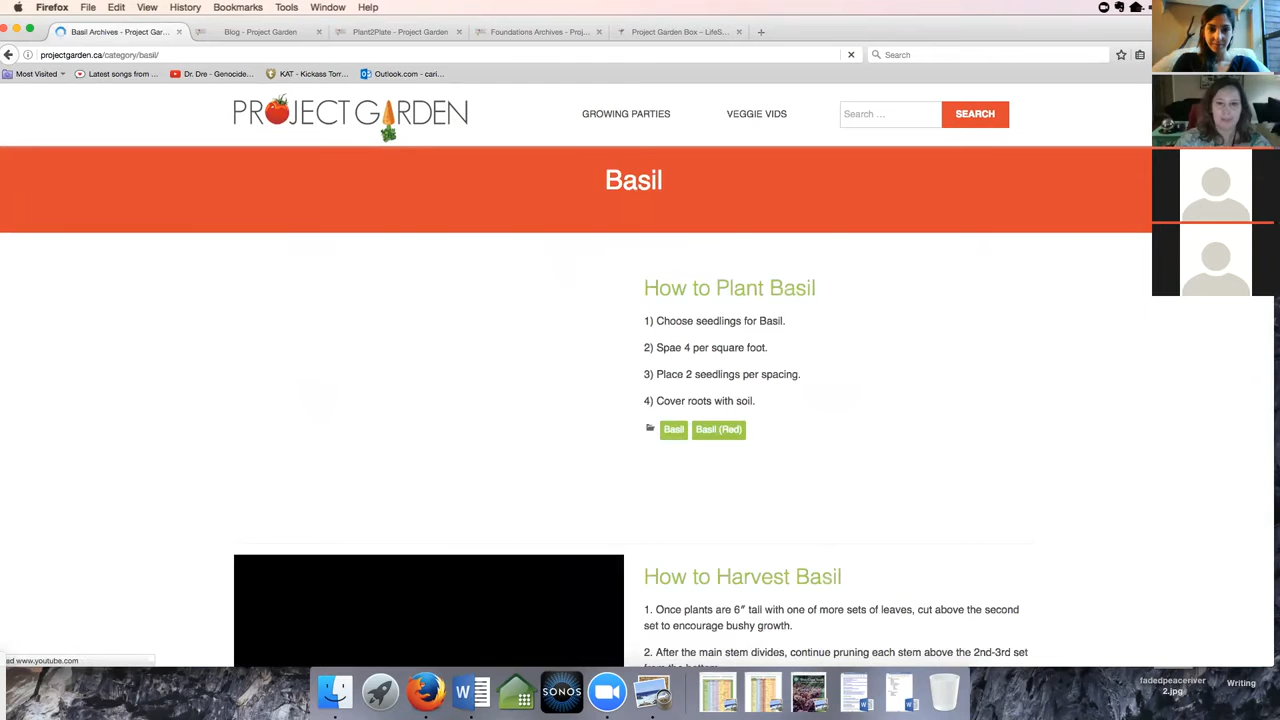 Firefox File Edit View History Bookmarks Tools Window Help
Basil Archives - Project Gar... × Blog - Project Garden × Plant2Plate - Project Garden × Foundations Archives - Proj... × Project Garden Box – LifeS... × +
projectgarden.ca/category/basil/ Search
Most Visited Latest songs from ... Dr. Dre - Genocide... KAT - Kickass Torr... Outlook.com - cari...
PROJECT GARDEN GROWING PARTIES VEGGIE VIDS Search ... SEARCH
Basil
How to Plant Basil
1) Choose seedlings for Basil.
2) Spae 4 per square foot.
3) Place 2 seedlings per spacing.
4) Cover roots with soil.
Basil Basil (Red)
How to Harvest Basil
1. Once plants are 6″ tall with one of more sets of leaves, cut above the second
set to encourage bushy growth.
2. After the main stem divides, continue pruning each stem above the 2nd-3rd set
from the bottom
ad www.youtube.com
SONOS
fadedpeaceriver
2.jpg
Writing